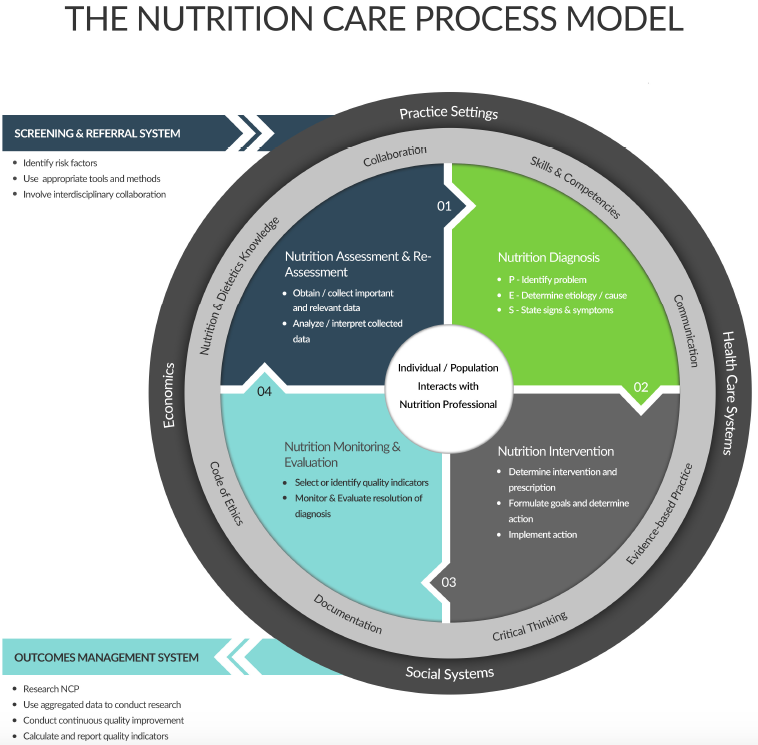 THE NUTRITION CARE PROCESS MODEL
SCREENING & REFERRAL SYSTEM
• Identify risk factors
• Use appropriate tools and methods
• Involve interdisciplinary collaboration
Practice Settings
Health Care Systems
Social Systems
Economics
Collaboration
Skills & Competencies
Communication
Evidence-based Practice
Critical Thinking
Documentation
Code of Ethics
Nutrition & Dietetics Knowledge
01
Nutrition Assessment & Re-
Assessment
• Obtain / collect important
and relevant data
• Analyze / interpret collected
data
Nutrition Diagnosis
• P - Identify problem
• E - Determine etiology / cause
• S - State signs & symptoms
02
Individual / Population
Interacts with
Nutrition Professional
Nutrition Intervention
• Determine intervention and
prescription
• Formulate goals and determine
action
• Implement action
03
04
Nutrition Monitoring &
Evaluation
• Select or identify quality indicators
• Monitor & Evaluate resolution of
diagnosis
OUTCOMES MANAGEMENT SYSTEM
• Research NCP
• Use aggregated data to conduct research
• Conduct continuous quality improvement
• Calculate and report quality indicators